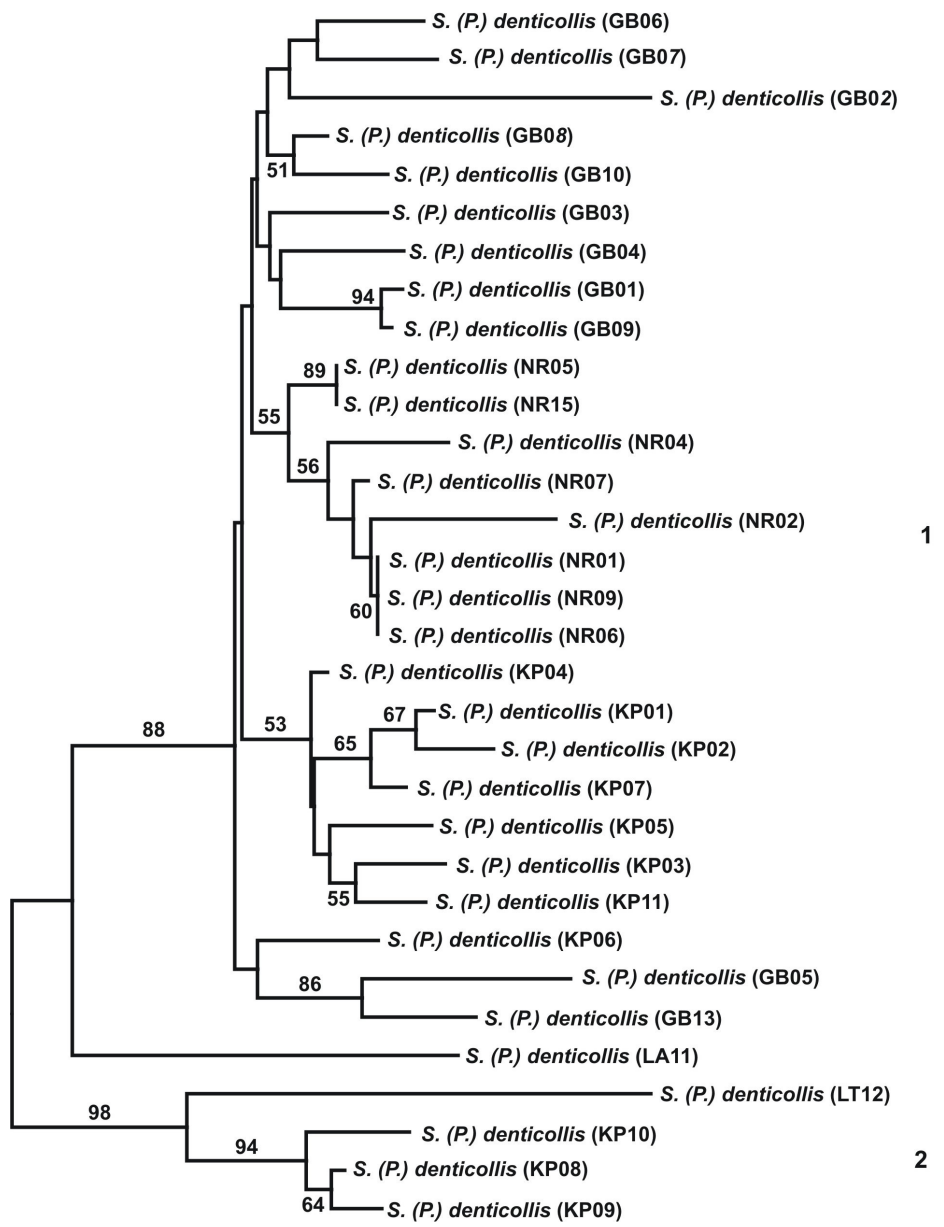 S. (P.) denticollis (GB06)
S. (P.) denticollis (GB07)
S. (P.) denticollis (GB02)
S. (P.) denticollis (GB08)
51
S. (P.) denticollis (GB10)
S. (P.) denticollis (GB03)
S. (P.) denticollis (GB04)
94
S. (P.) denticollis (GB01)
S. (P.) denticollis (GB09)
89
S. (P.) denticollis (NR05)
S. (P.) denticollis (NR15)
55
S. (P.) denticollis (NR04)
56
S. (P.) denticollis (NR07)
S. (P.) denticollis (NR02)
1
S. (P.) denticollis (NR01)
S. (P.) denticollis (NR09)
60
S. (P.) denticollis (NR06)
S. (P.) denticollis (KP04)
67
S. (P.) denticollis (KP01)
88
53
65
S. (P.) denticollis (KP02)
S. (P.) denticollis (KP07)
S. (P.) denticollis (KP05)
S. (P.) denticollis (KP03)
55
S. (P.) denticollis (KP11)
S. (P.) denticollis (KP06)
86
S. (P.) denticollis (GB05)
S. (P.) denticollis (GB13)
S. (P.) denticollis (LA11)
S. (P.) denticollis (LT12)
98
S. (P.) denticollis (KP10)
94
2
S. (P.) denticollis (KP08)
64
S. (P.) denticollis (KP09)